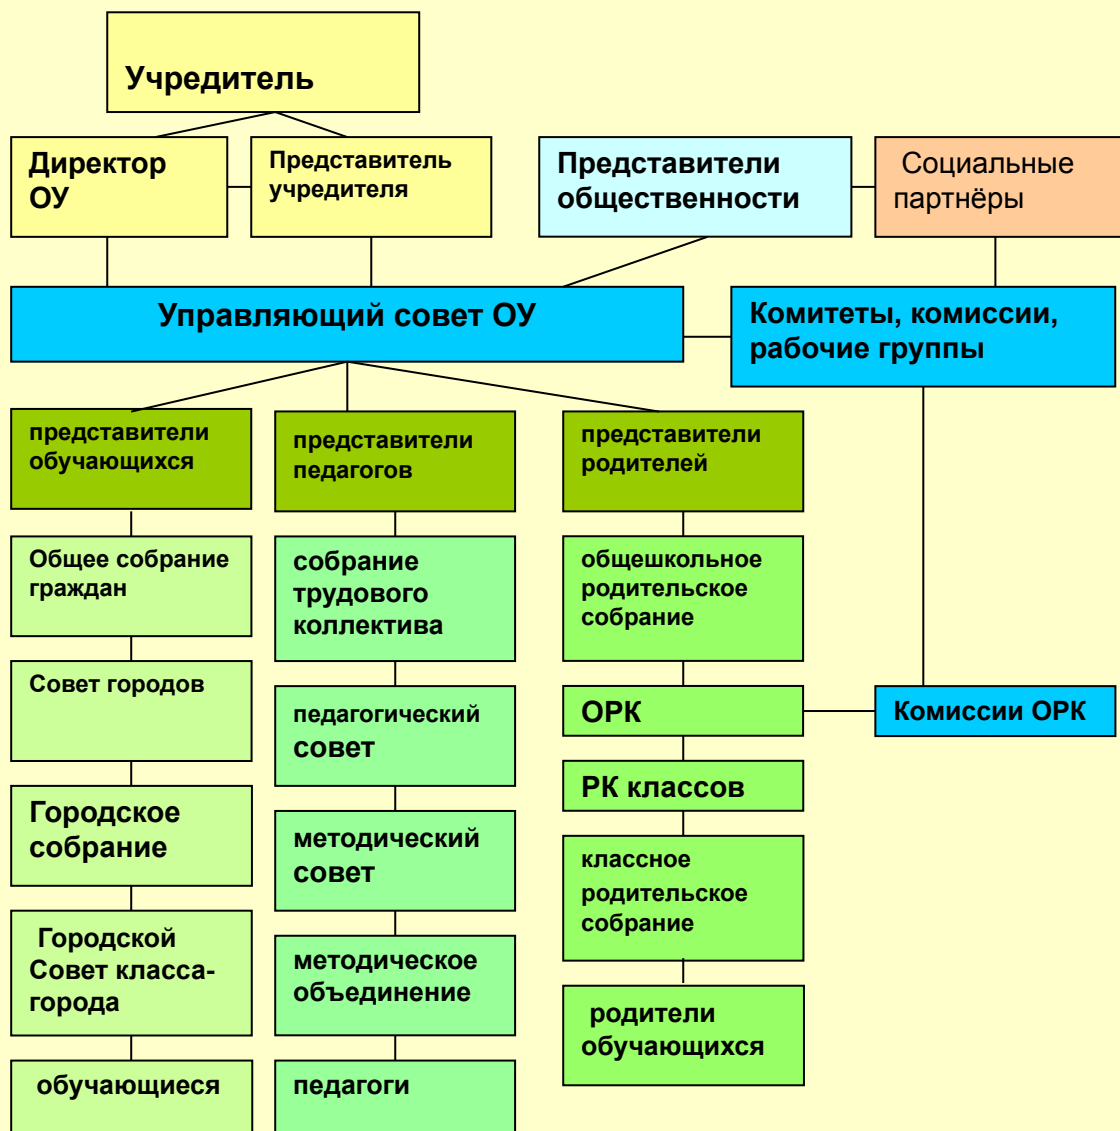 Учредитель
Директор
ОУ
Представитель
учредителя
Представители
общественности
Социальные
партнёры
Управляющий совет ОУ
Комитеты, комиссии,
рабочие группы
представители
обучающихся
представители
педагогов
представители
родителей
Общее собрание
граждан
собрание
трудового
коллектива
общешкольное
родительское
собрание
Совет городов
педагогический
совет
ОРК
Комиссии ОРК
РК классов
Городское
собрание
методический
совет
классное
родительское
собрание
Городской
Совет класса-
города
методическое
объединение
родители
обучающихся
обучающиеся
педагоги